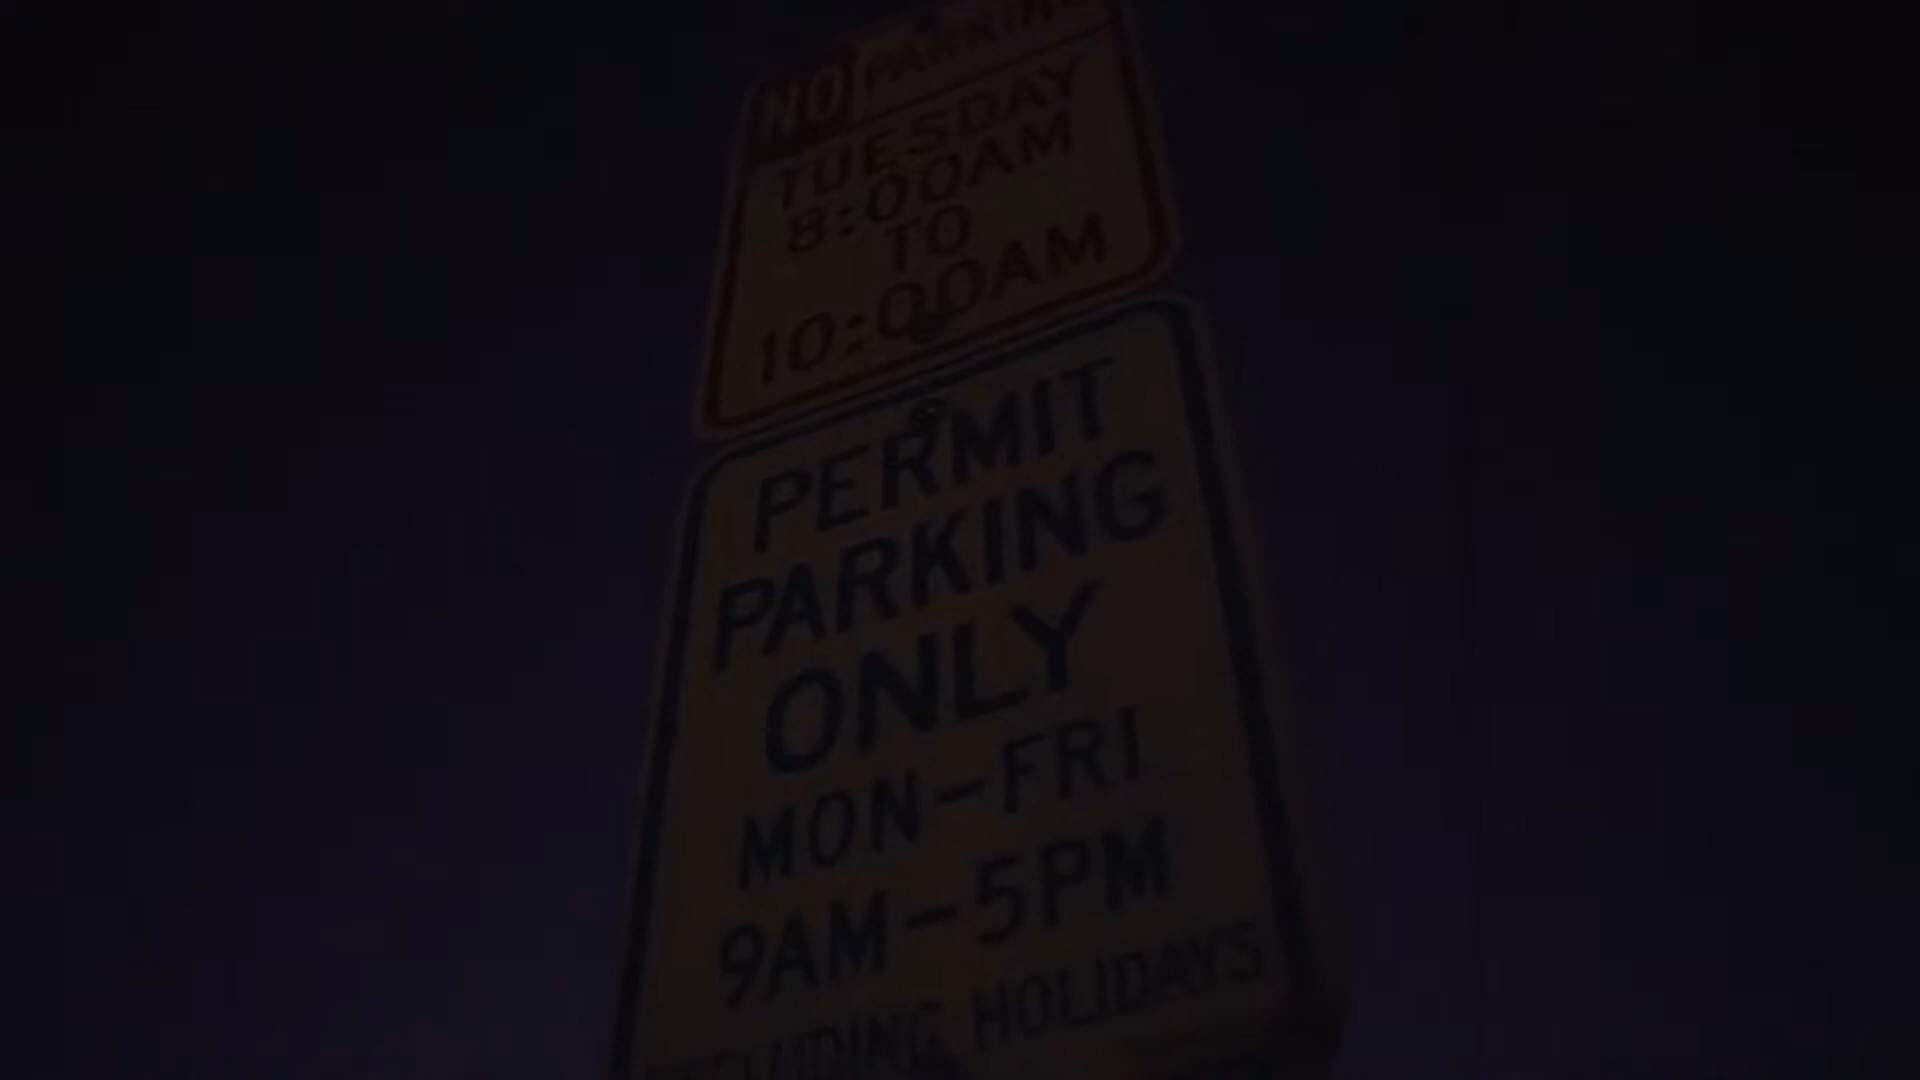 NO PARKING
TUESDAY
8:00AM
TO
10:00AM
PERMIT
PARKING
ONLY
MON-FRI
9AM-5PM
HOLIDAYS